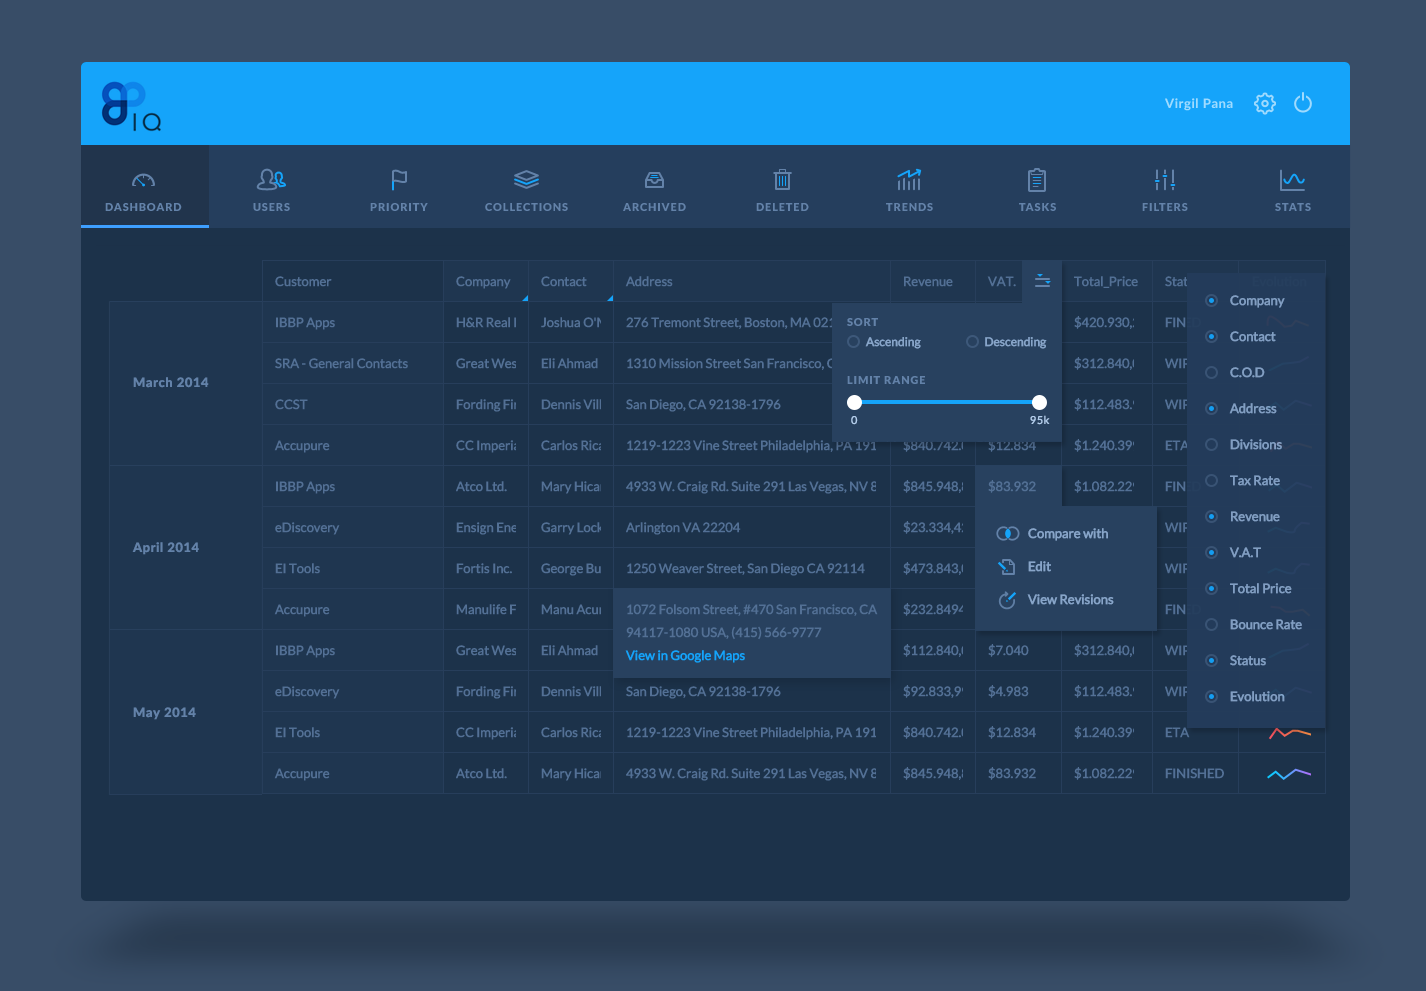 IQ
Virgil Pana
DASHBOARD USERS PRIORITY COLLECTIONS ARCHIVED DELETED TRENDS TASKS FILTERS STATS
Customer Company Contact Address Revenue VAT. Total_Price Stat
March 2014
IBBP Apps H&R Real Joshua O'N 276 Tremont Street, Boston, MA 021 $420.930, FIN
SRA - General Contacts Great Wes Eli Ahmad 1310 Mission Street San Francisco, $312.840, WIP
CCST Fording Fi Dennis Vill San Diego, CA 92138-1796 $112.483. WIP
Accupure CC Imperi Carlos Rica 1219-1223 Vine Street Philadelphia, PA 191 $840.742. $12.834 $1.240.39 ETA
SORT
Ascending Descending
LIMIT RANGE
0 95k
April 2014
IBBP Apps Atco Ltd. Mary Hica 4933 W. Craig Rd. Suite 291 Las Vegas, NV 8 $845.948, $83.932 $1.082.22 FIN
eDiscovery Ensign Ene Garry Lock Arlington VA 22204 $23.334,4 WIP
EI Tools Fortis Inc. George Bu 1250 Weaver Street, San Diego CA 92114 $473.843, WIP
Accupure Manulife F Manu Acu 1072 Folsom Street, #470 San Francisco, CA $232.849 FIN
94117-1080 USA, (415) 566-9777
View in Google Maps
Compare with
Edit
View Revisions
May 2014
IBBP Apps Great Wes Eli Ahmad $112.840, $7.040 $312.840, WIP
eDiscovery Fording Fi Dennis Vill San Diego, CA 92138-1796 $92.833,9 $4.983 $112.483. WIP
EI Tools CC Imperi Carlos Rica 1219-1223 Vine Street Philadelphia, PA 191 $840.742. $12.834 $1.240.39 ETA
Accupure Atco Ltd. Mary Hica 4933 W. Craig Rd. Suite 291 Las Vegas, NV 8 $845.948, $83.932 $1.082.22 FINISHED
Company
Contact
C.O.D
Address
Divisions
Tax Rate
Revenue
V.A.T
Total Price
Bounce Rate
Status
Evolution